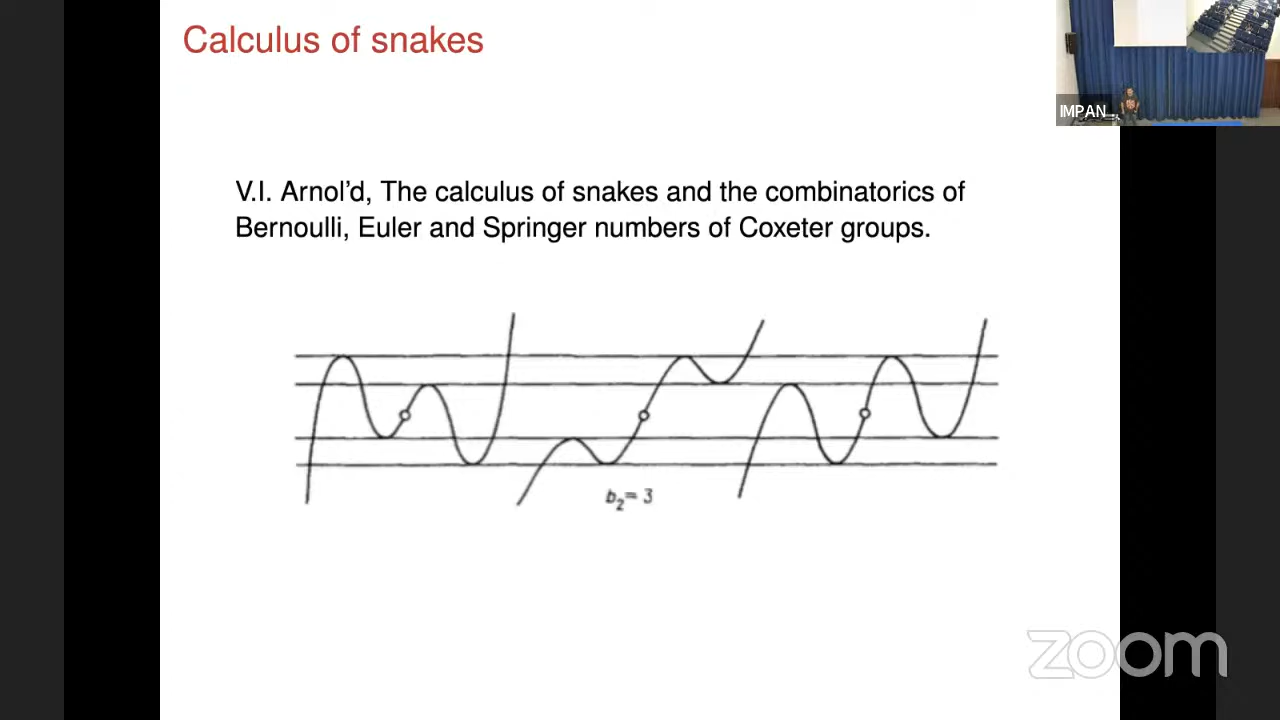 Calculus of snakes
IMPAN ...
V.I. Arnol'd, The calculus of snakes and the combinatorics of
Bernoulli, Euler and Springer numbers of Coxeter groups.
b₂= 3
zoom